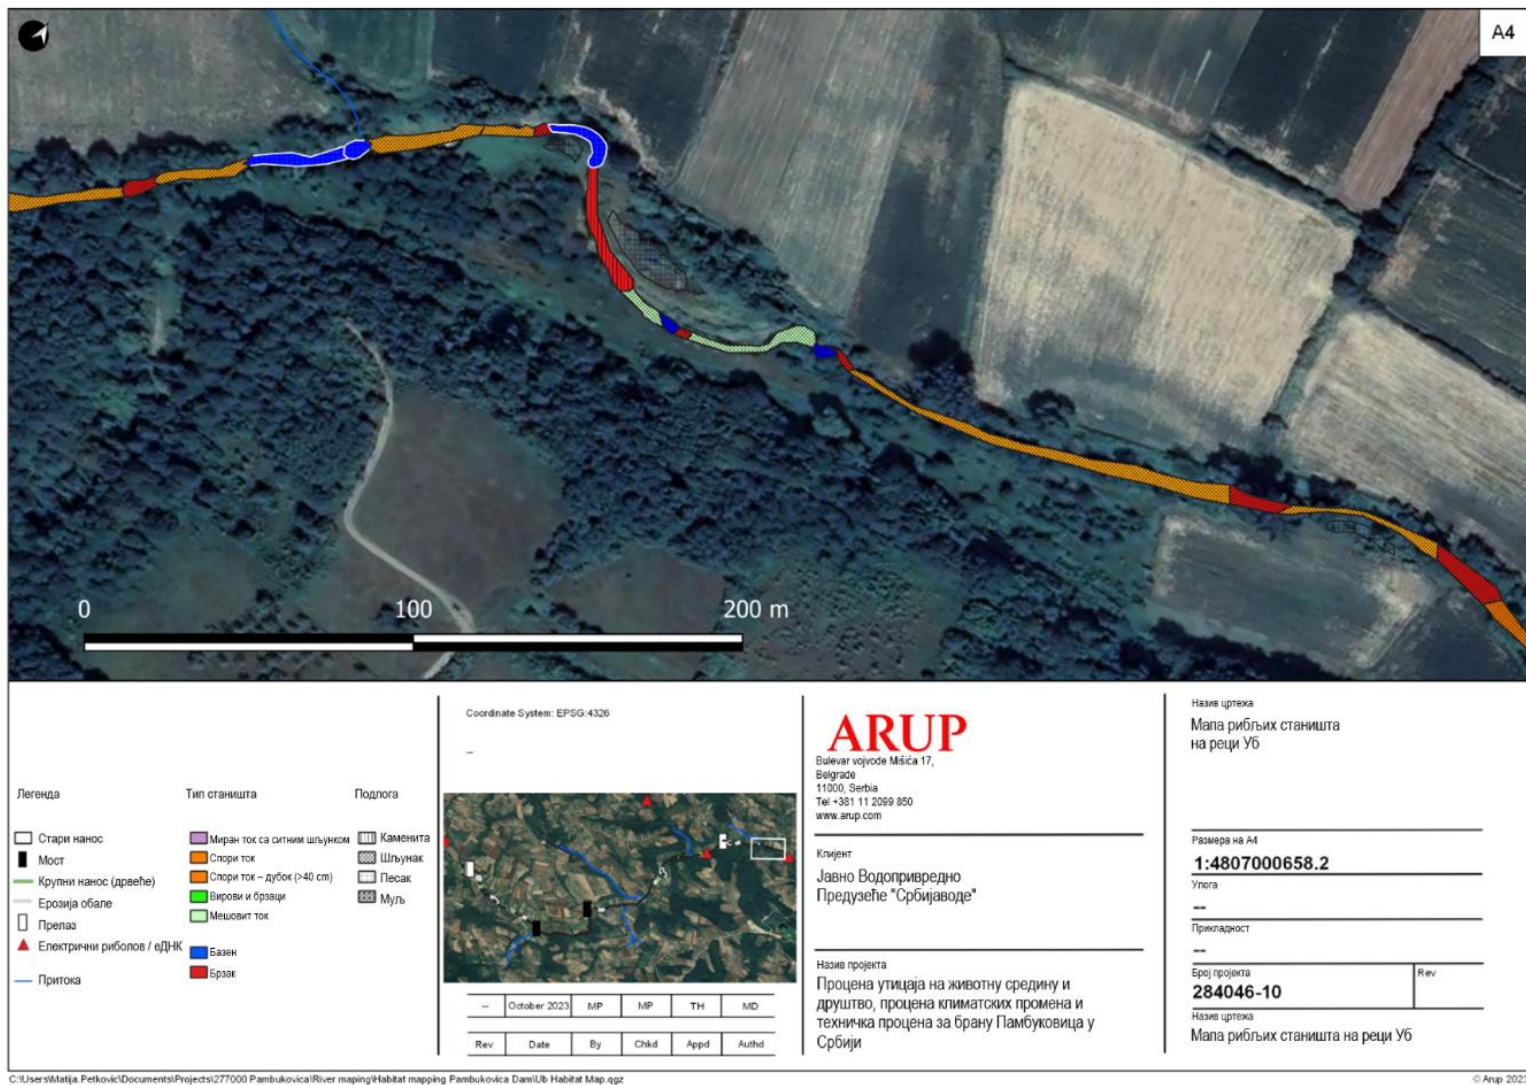 A4
0 100 200 m
Легенда
Стари нанос
Мост
Крупни нанос (дрвеће)
Ерозија обале
Прелаз
Електрични риболов / еДНК
Притока
Тип станишта
Миран ток са ситним шљунком
Спори ток
Спори ток – дубок (>40 cm)
Вирови и брзаци
Мешовит ток
Базен
Брзак
Подлога
Каменита
Шљунак
Песак
Муљ
Coordinate System: EPSG:4326
--
-- October 2023 MP MP TH MD
Rev Date By Chkd Appd Authd
ARUP
Bulevar vojvode Mišića 17,
Belgrade
11000, Serbia
Tel +381 11 2099 850
www.arup.com
Клијент
Јавно Водопривредно
Предузеће "Србијаводе"
Назив пројекта
Процена утицаја на животну средину и
друштво, процена климатских промена и
техничка процена за брану Памбуковица у
Србији
Назив цртежа
Мапа рибљих станишта
на реци Уб
Размера на А4
1:4807000658.2
Улога
--
Прикладност
--
Број пројекта Rev
284046-10
Назив цртежа
Мапа рибљих станишта на реци Уб
C:\Users\Matija.Petkovic\Documents\Projects\277000 Pambukovica\River maping\Habitat mapping Pambukovica Dam\Ub Habitat Map.qgz
© Arup 2023